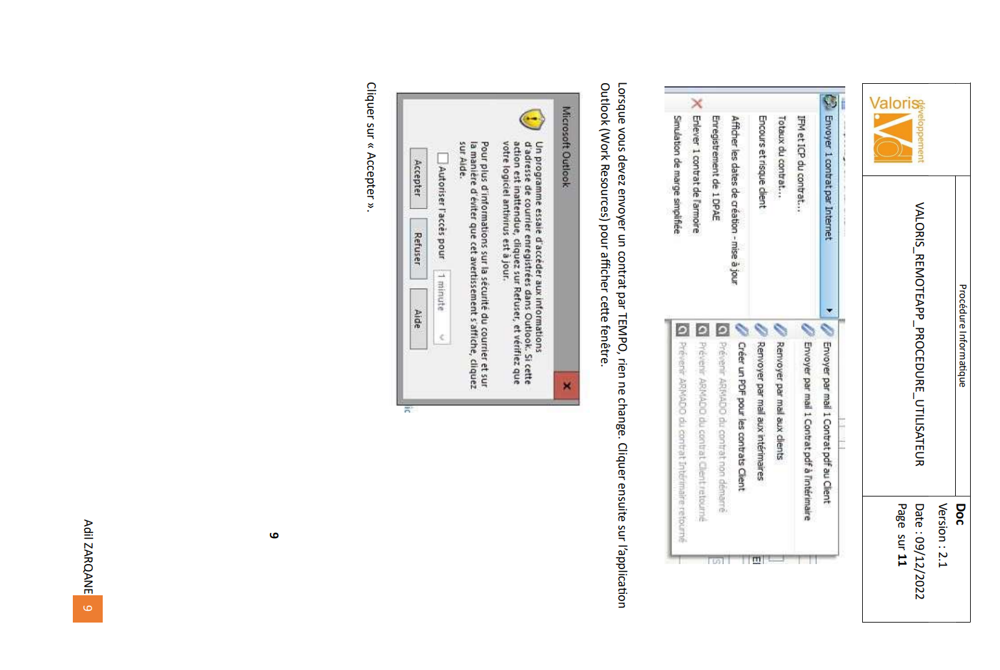 Valoris
développement
.Vd
Procédure Informatique
VALORIS_REMOTEAPP_PROCEDURE_UTILISATEUR
Doc
Version : 2.1
Date : 09/12/2022
Page sur 11
Envoyer 1 contrat par Internet
IFM et ICP du contrat...
Totaux du contrat...
Encours et risque client
Afficher les dates de création - mise à jour
Enregistrement de 1 DPAE
Enlever 1 contrat de l'armoire
Simulation de marge simplifiée
Envoyer par mail 1 Contrat pdf au Client
Envoyer par mail 1 Contrat pdf à l'intérimaire
Renvoyer par mail aux clients
Renvoyer par mail aux intérimaires
Créer un PDF pour les contrats Client
Prévenir ARMADO du contrat non démarré
Prévenir ARMADO du contrat Client retourné
Prévenir ARMADO du contrat Intérimaire retourné
Lorsque vous devez envoyer un contrat par TEMPO, rien ne change. Cliquer ensuite sur l’application
Outlook (Work Resources) pour afficher cette fenêtre.
Microsoft Outlook
Un programme essaie d'accéder aux informations
d'adresse de courrier enregistrées dans Outlook. Si cette
action est inattendue, cliquez sur Refuser, et vérifiez que
votre logiciel antivirus est à jour.
Pour plus d'informations sur la sécurité du courrier et sur
la manière d'éviter que cet avertissement s'affiche, cliquez
sur Aide.
Autoriser l'accès pour 1 minute
Accepter Refuser Aide
Cliquer sur « Accepter ».
9
Adil ZARQANE 9